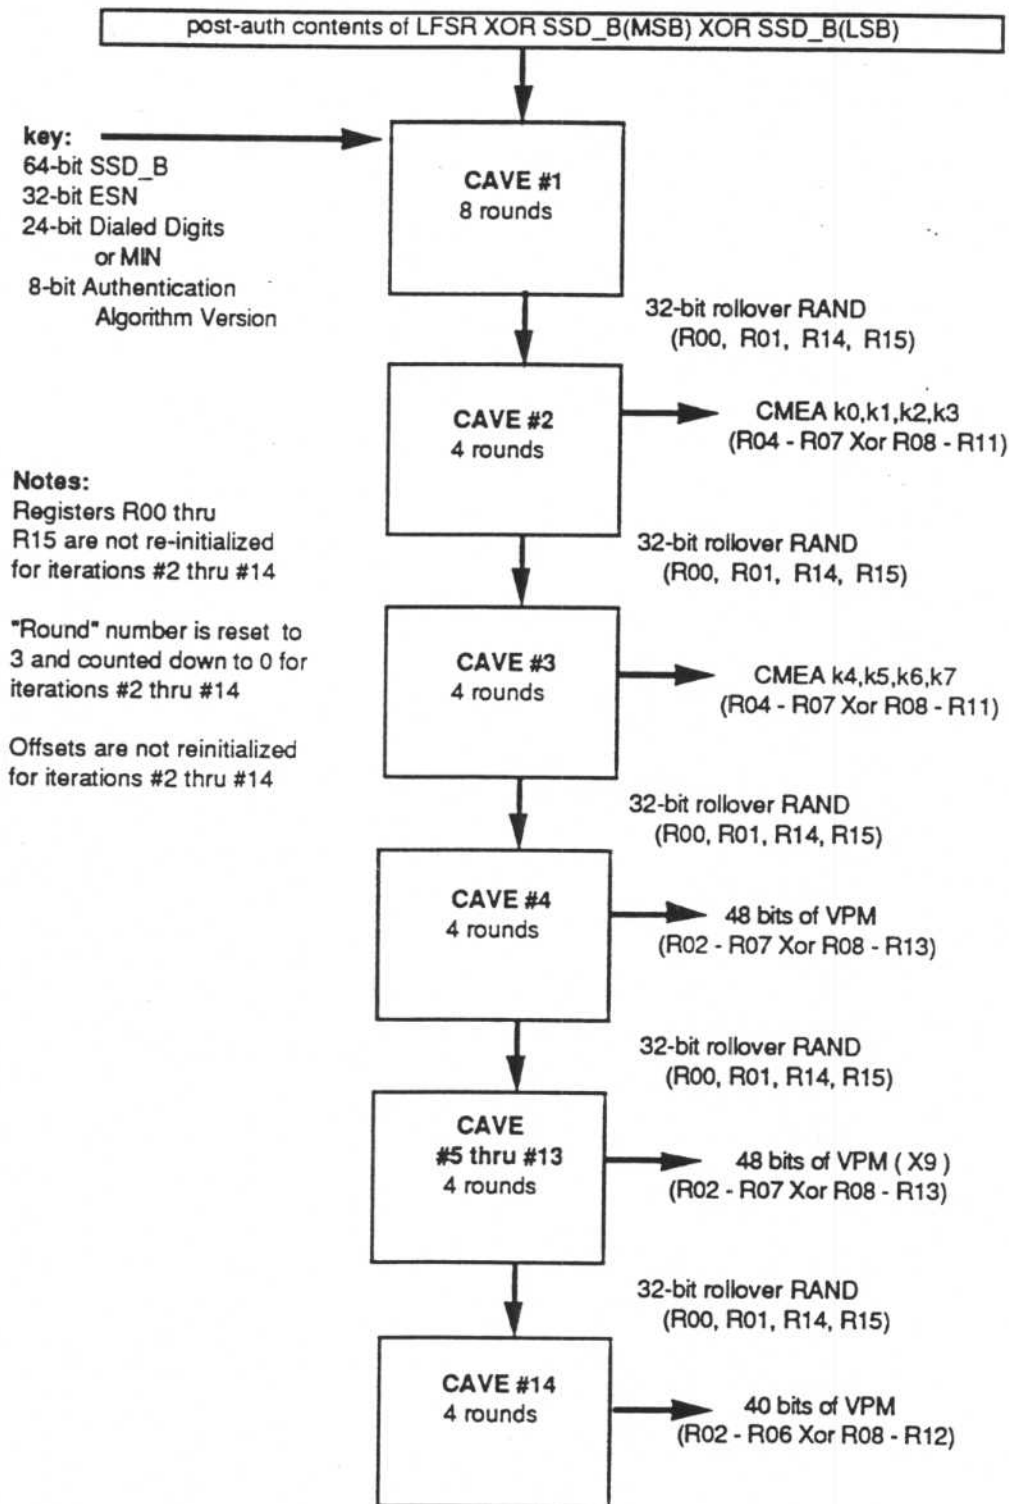 post-auth contents of LFSR XOR SSD_B(MSB) XOR SSD_B(LSB)
key:
64-bit SSD_B
32-bit ESN
24-bit Dialed Digits
or MIN
8-bit Authentication
Algorithm Version
CAVE #1
8 rounds
32-bit rollover RAND
(R00, R01, R14, R15)
CAVE #2
4 rounds
CMEA k0,k1,k2,k3
(R04 - R07 Xor R08 - R11)
Notes:
Registers R00 thru
R15 are not re-initialized
for iterations #2 thru #14
"Round" number is reset to
3 and counted down to 0 for
iterations #2 thru #14
Offsets are not reinitialized
for iterations #2 thru #14
32-bit rollover RAND
(R00, R01, R14, R15)
CAVE #3
4 rounds
CMEA k4,k5,k6,k7
(R04 - R07 Xor R08 - R11)
32-bit rollover RAND
(R00, R01, R14, R15)
CAVE #4
4 rounds
48 bits of VPM
(R02 - R07 Xor R08 - R13)
32-bit rollover RAND
(R00, R01, R14, R15)
CAVE
#5 thru #13
4 rounds
48 bits of VPM ( X9 )
(R02 - R07 Xor R08 - R13)
32-bit rollover RAND
(R00, R01, R14, R15)
CAVE #14
4 rounds
40 bits of VPM
(R02 - R06 Xor R08 - R12)